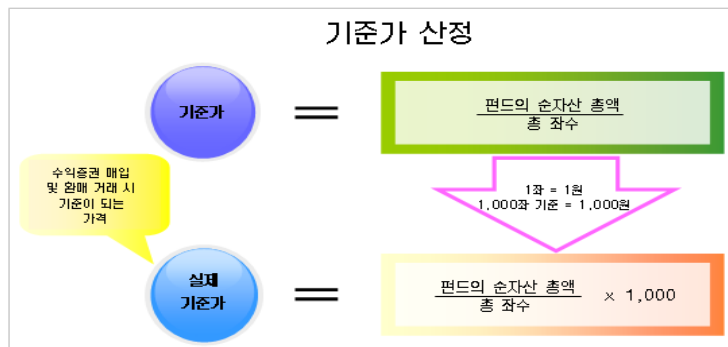 기준가 산정
기준가
=
펀드의 순자산 총액
총 좌수
1좌 = 1원
1,000좌 기준 = 1,000원
수익증권 매입
및 환매 거래 시
기준이 되는
가격
실제
기준가
=
펀드의 순자산 총액
총 좌수
× 1,000